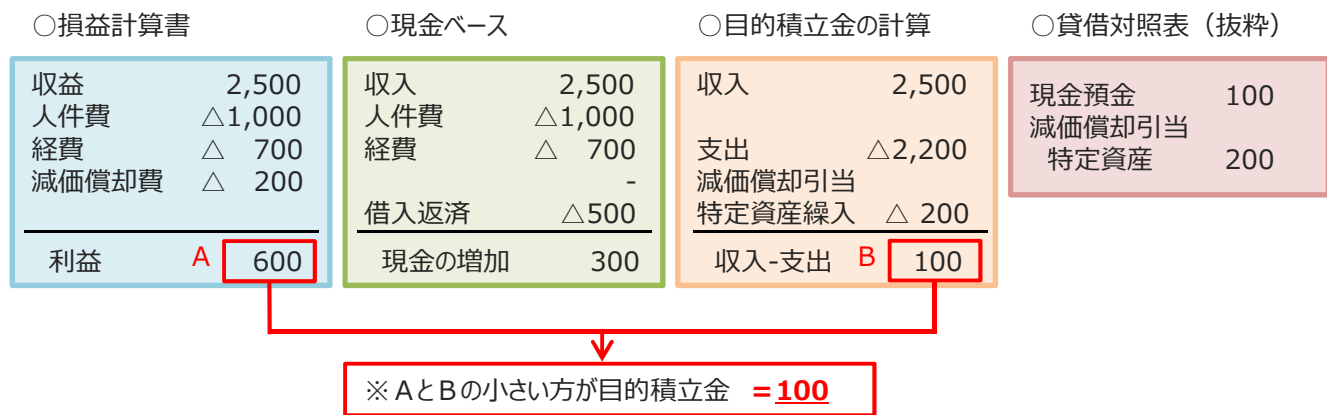 ○損益計算書
収益 2,500
人件費 △1,000
経費 △ 700
減価償却費 △ 200
利益 A 600
○現金ベース
収入 2,500
人件費 △1,000
経費 △ 700
-
借入返済 △500
現金の増加 300
○目的積立金の計算
収入 2,500
支出 △2,200
減価償却引当
特定資産繰入 △ 200
収入-支出 B 100
○貸借対照表（抜粋）
現金預金 100
減価償却引当
特定資産 200
※AとBの小さい方が目的積立金 =100